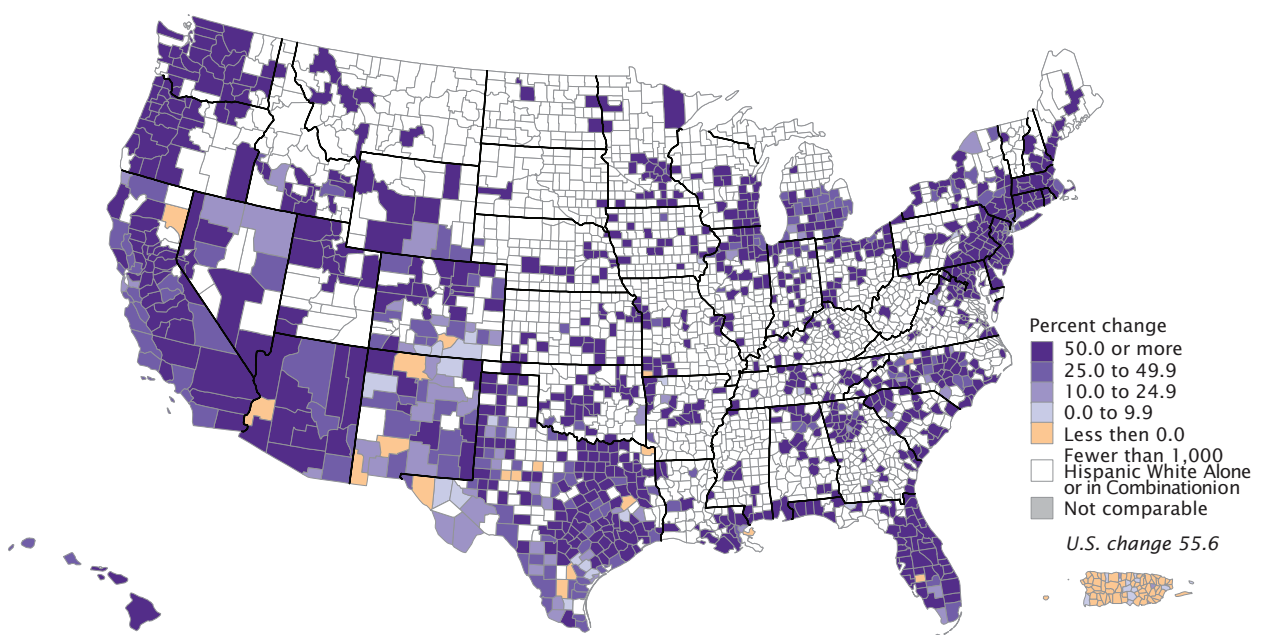 Percent change
50.0 or more
25.0 to 49.9
10.0 to 24.9
0.0 to 9.9
Less then 0.0
Fewer than 1,000
Hispanic White Alone
or in Combinationion
Not comparable
U.S. change 55.6